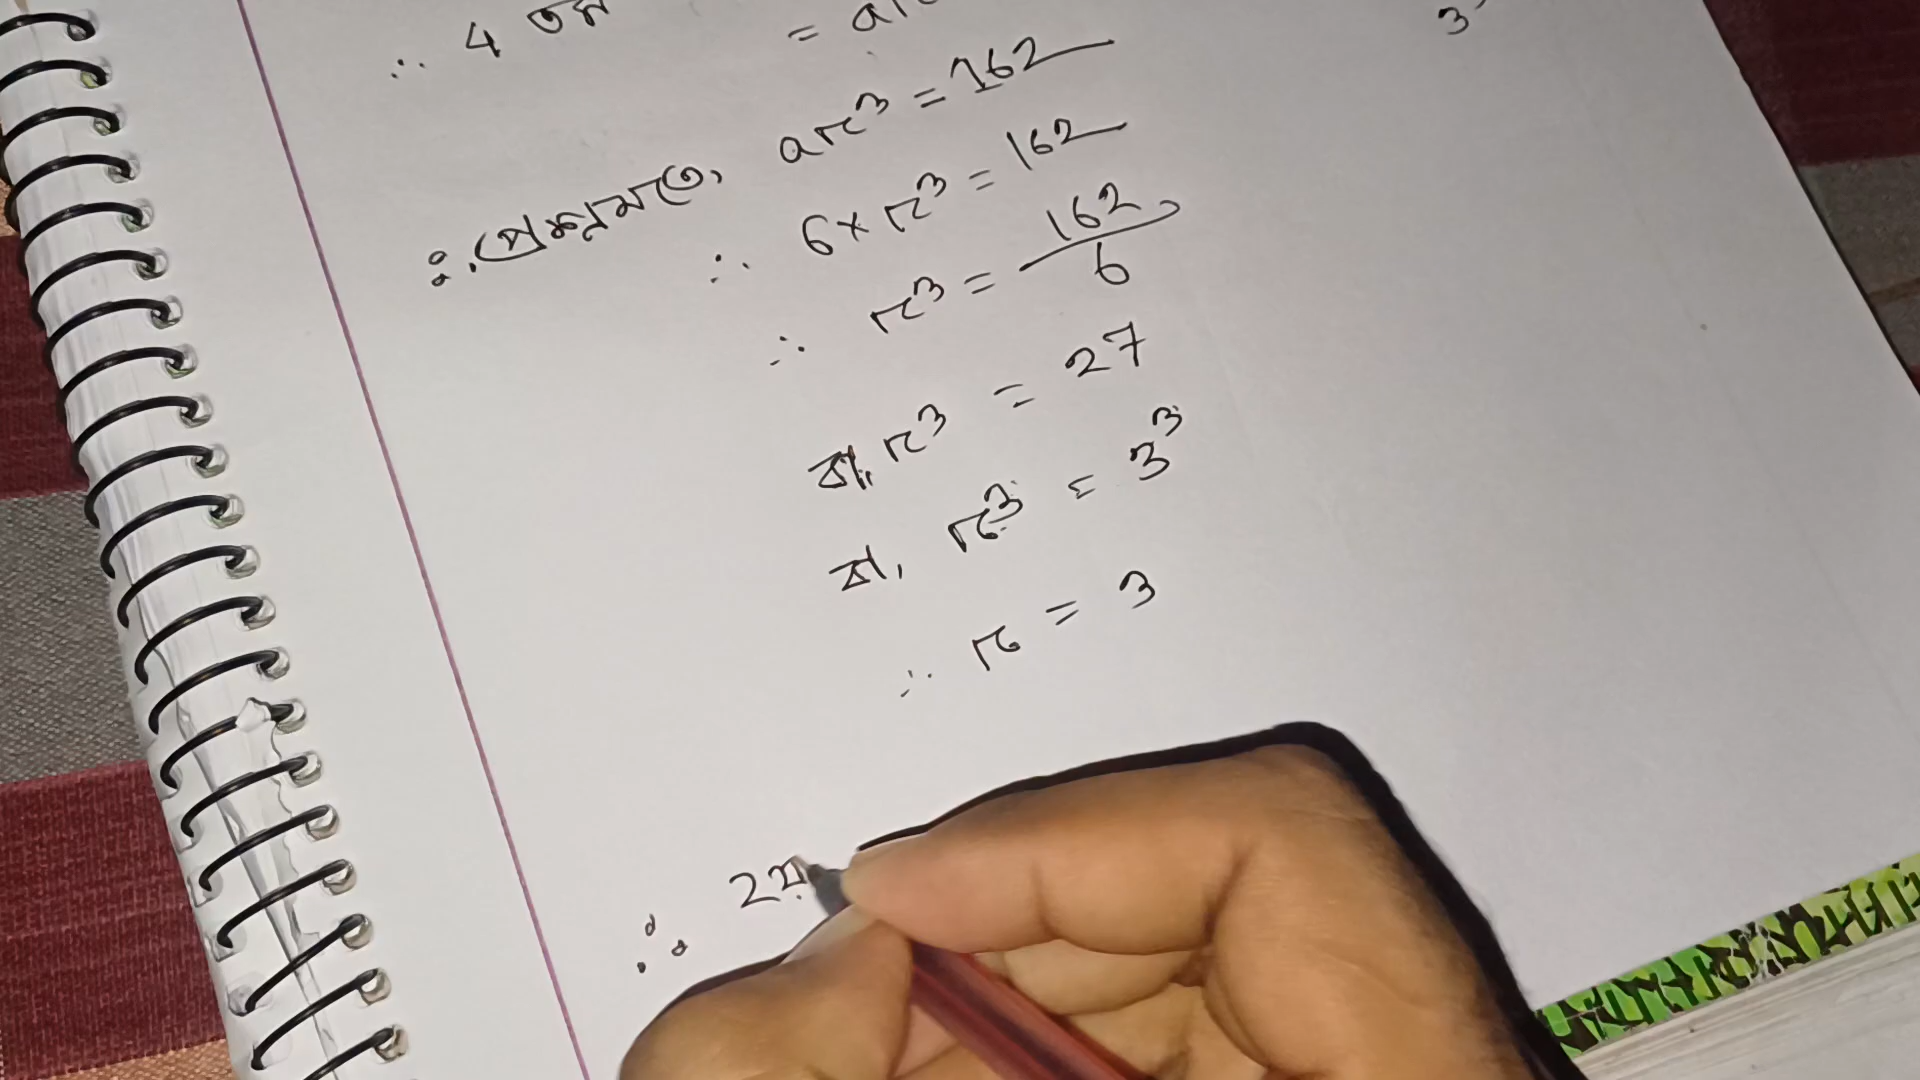 ∴ 4 তম = ar
3
∴ প্রশ্নমতে, ar³ = 162
∴ 6 × r³ = 162
∴ r³ = 162/6
বা, r³ = 27
বা, r³ = 3³
∴ r = 3
∴ 2য়